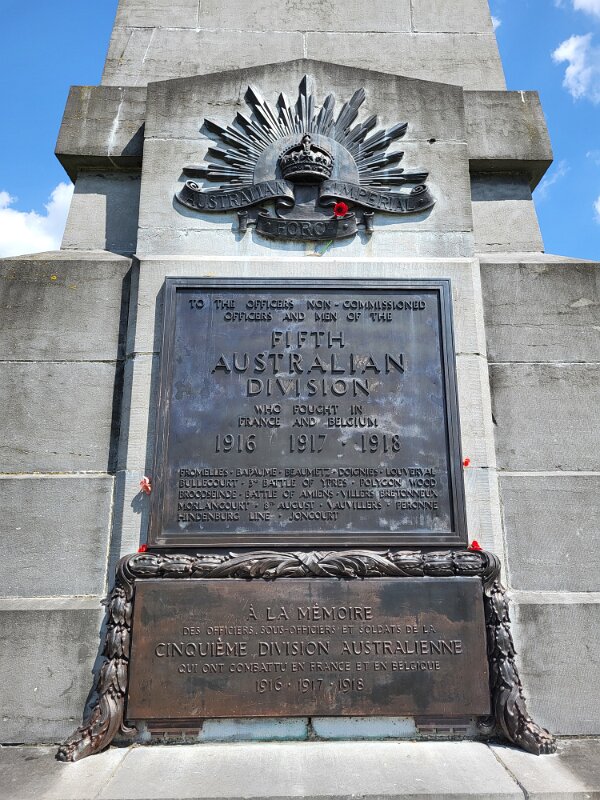 AUSTRALIAN IMPERIAL
FORCE
TO THE OFFICERS NON-COMMISSIONED
OFFICERS AND MEN OF THE
FIFTH
AUSTRALIAN
DIVISION
WHO FOUGHT IN
FRANCE AND BELGIUM
1916 · 1917 · 1918
FROMELLES · BAPAUME · BEAUMETZ · DOIGNIES · LOUVERVAL
BULLECOURT · 3RD BATTLE OF YPRES · POLYGON WOOD
BROODSEINDE · BATTLE OF AMIENS · VILLERS BRETONNEUX
MORLANCOURT · 8TH AUGUST · VAUVILLERS · PERONNE
HINDENBURG LINE · JONCOURT
À LA MÉMOIRE
DES OFFICIERS, SOUS-OFFICIERS ET SOLDATS DE LA
CINQUIÈME DIVISION AUSTRALIENNE
QUI ONT COMBATTU EN FRANCE ET EN BELGIQUE
1916 · 1917 · 1918